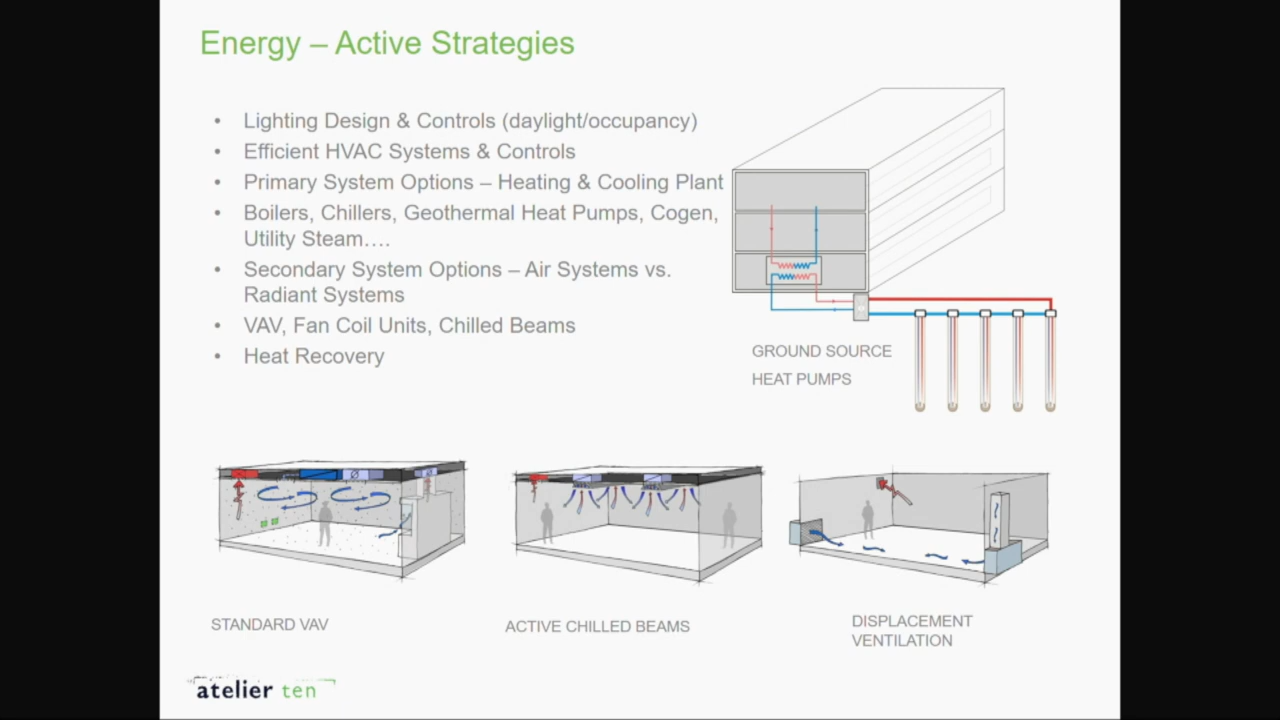 Energy – Active Strategies
• Lighting Design & Controls (daylight/occupancy)
• Efficient HVAC Systems & Controls
• Primary System Options – Heating & Cooling Plant
• Boilers, Chillers, Geothermal Heat Pumps, Cogen,
Utility Steam….
• Secondary System Options – Air Systems vs.
Radiant Systems
• VAV, Fan Coil Units, Chilled Beams
• Heat Recovery
GROUND SOURCE
HEAT PUMPS
STANDARD VAV
ACTIVE CHILLED BEAMS
DISPLACEMENT
VENTILATION
atelier ten